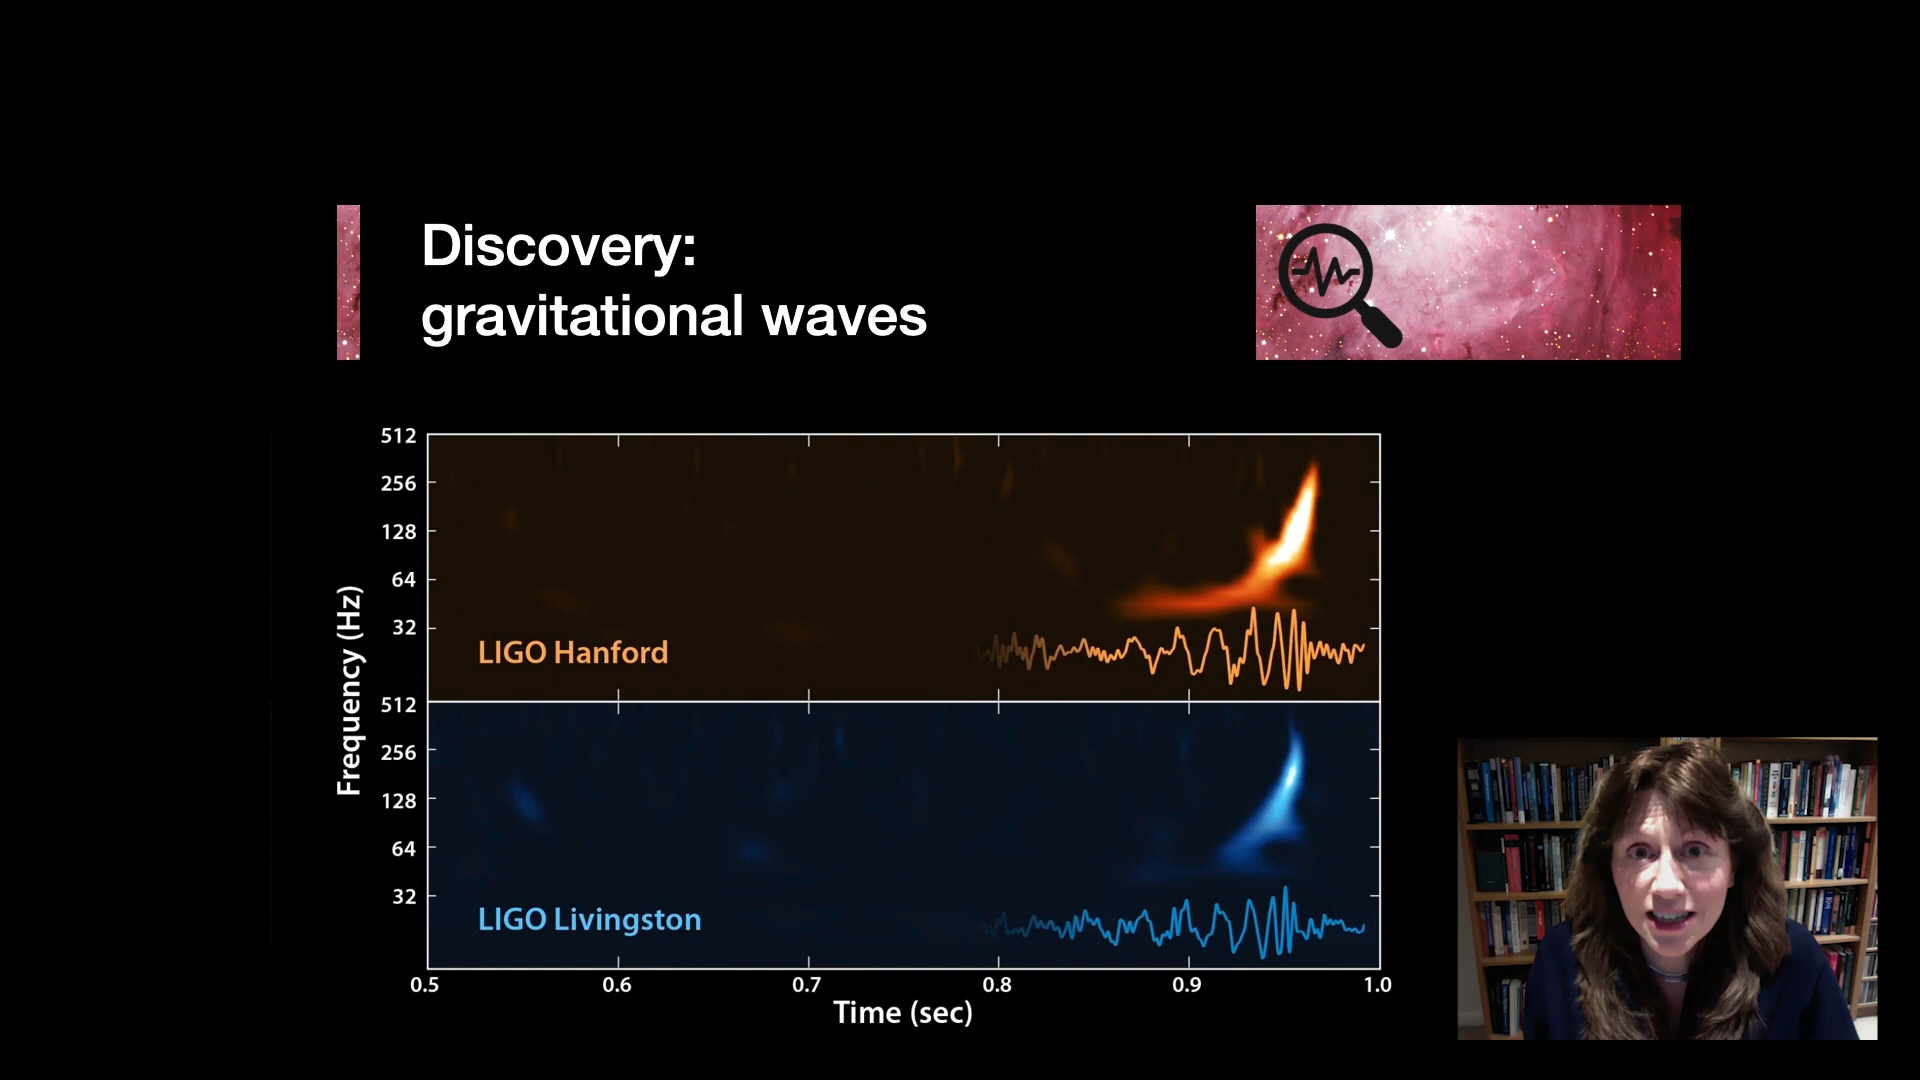 Discovery:
gravitational waves
Frequency (Hz)
512
256
128
64
32
LIGO Hanford
512
256
128
64
32
LIGO Livingston
0.5 0.6 0.7 0.8 0.9 1.0
Time (sec)